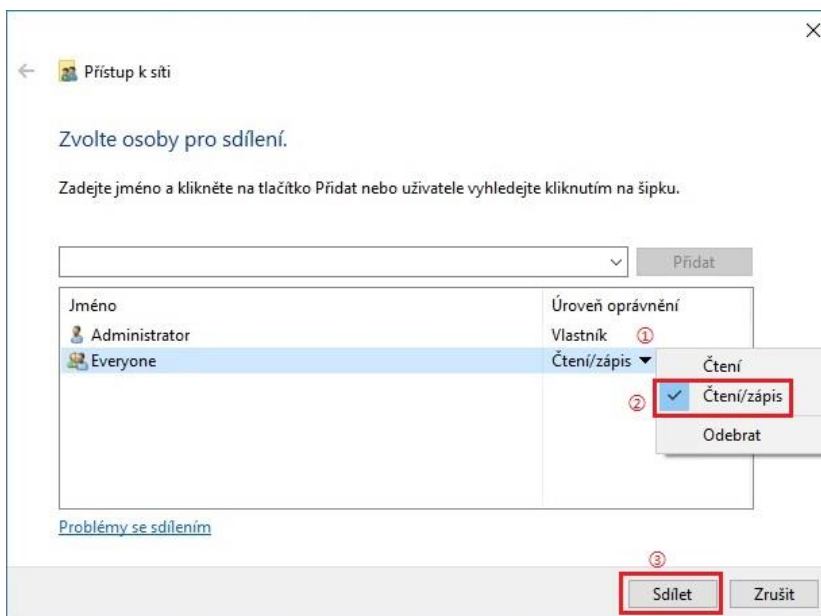 Přístup k síti
Zvolte osoby pro sdílení.
Zadejte jméno a klikněte na tlačítko Přidat nebo uživatele vyhledejte kliknutím na šipku.
Přidat
Jméno Úroveň oprávnění
Administrator Vlastník ①
Everyone Čtení/zápis
Čtení
② Čtení/zápis
Odebrat
Problémy se sdílením
③
Sdílet Zrušit